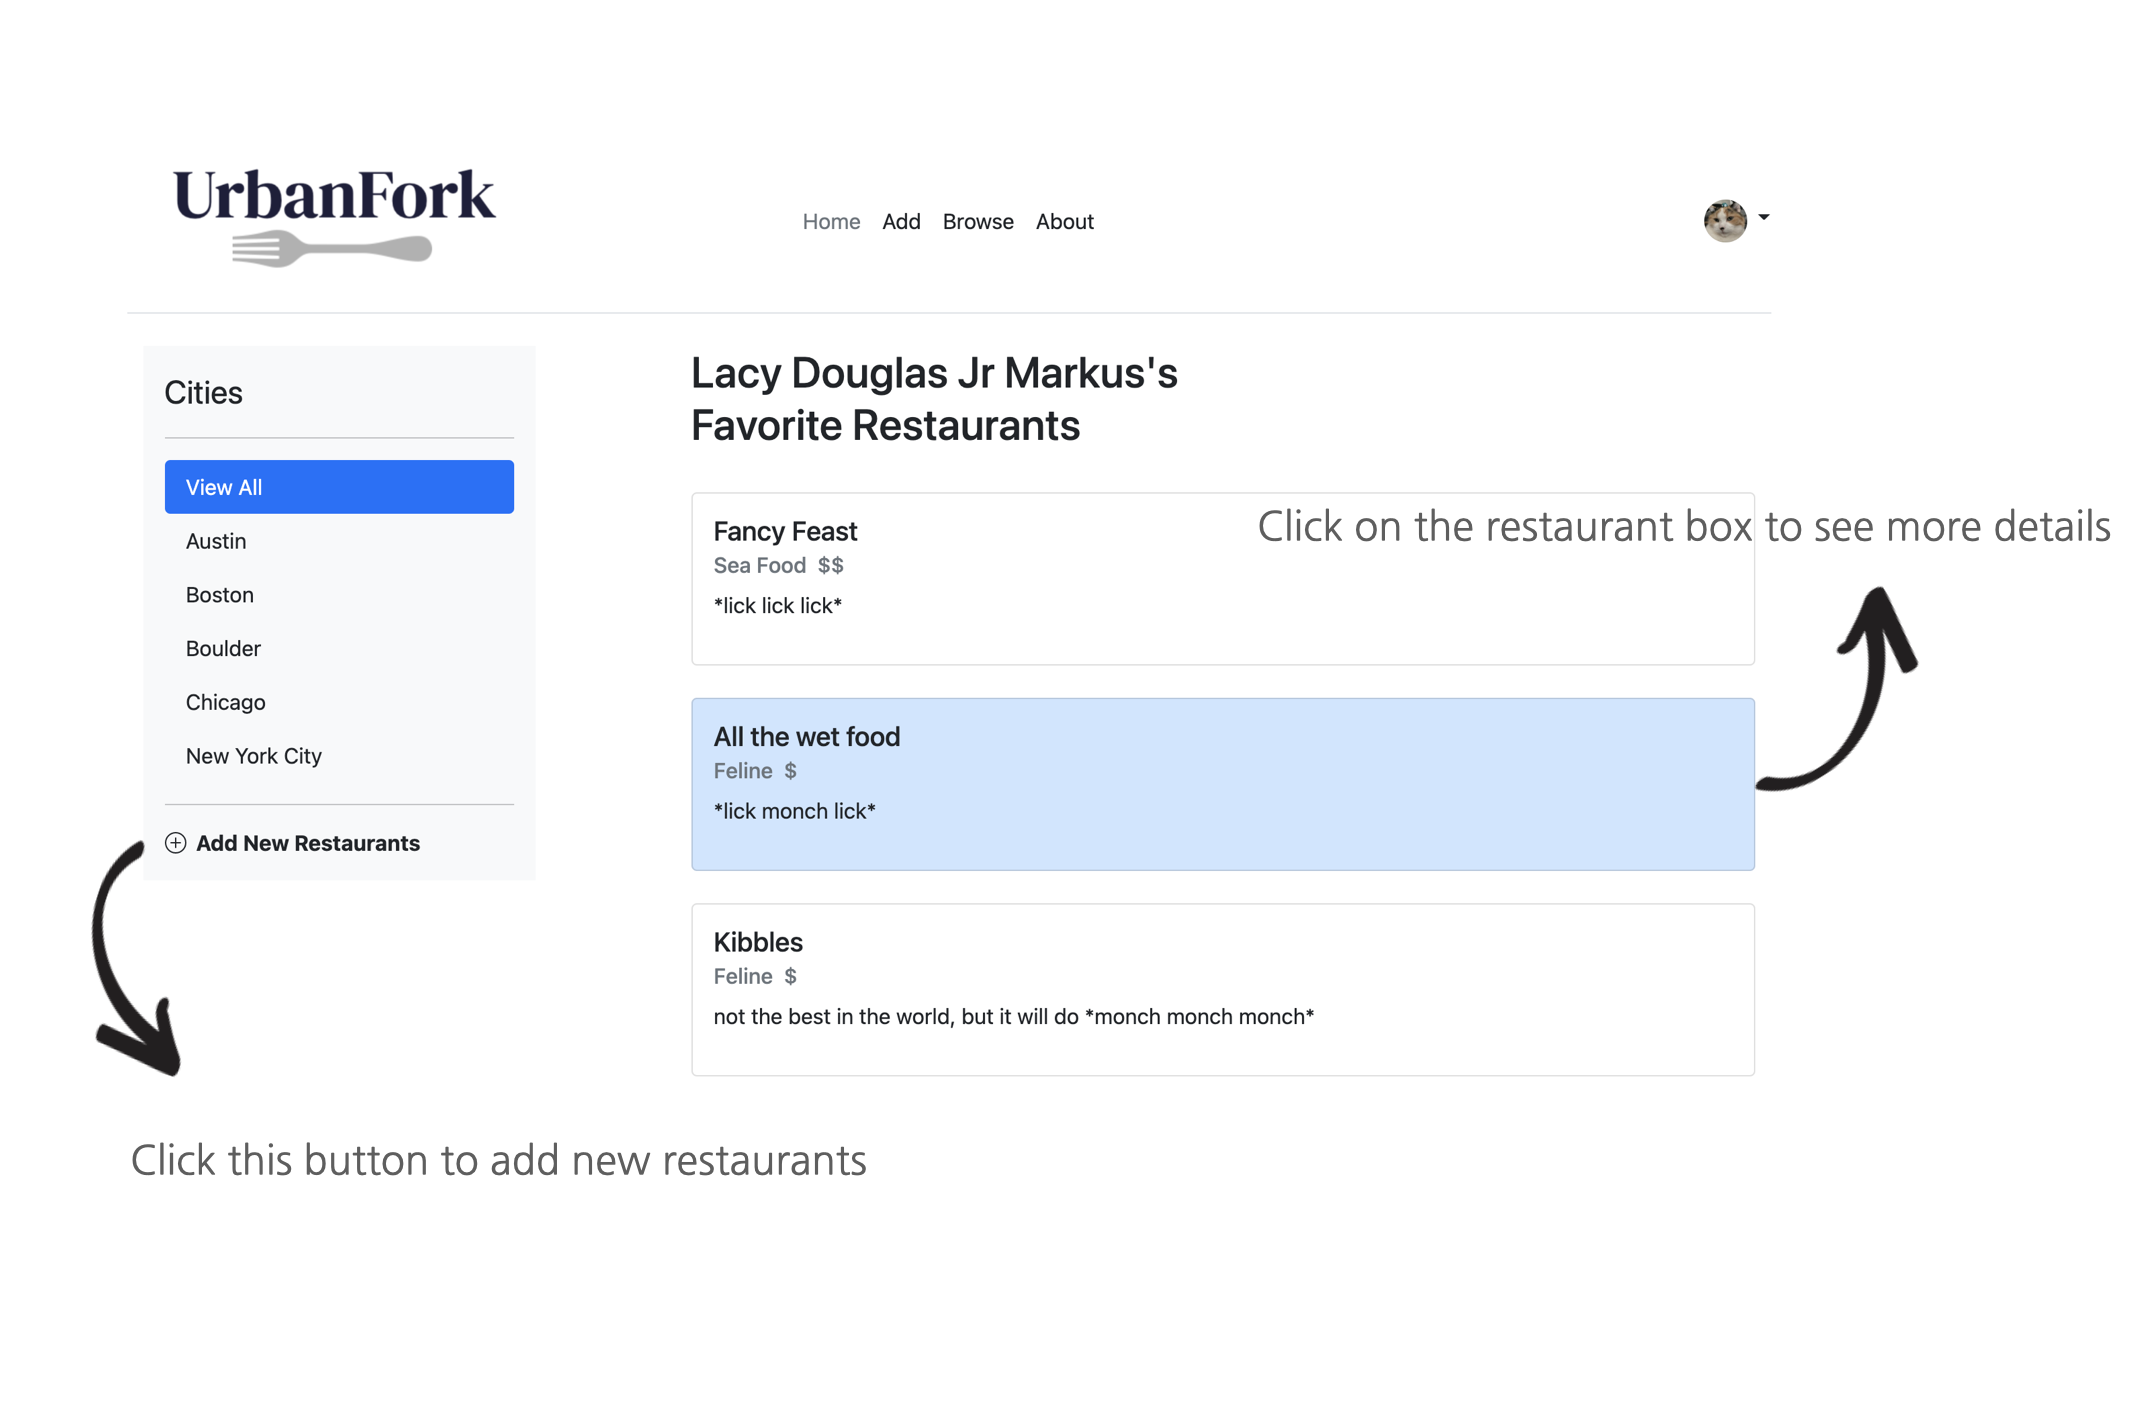 UrbanFork
Home Add Browse About
Cities
View All
Austin
Boston
Boulder
Chicago
New York City
Add New Restaurants
Click this button to add new restaurants
Lacy Douglas Jr Markus's
Favorite Restaurants
Fancy Feast
Sea Food $$
*lick lick lick*
Click on the restaurant box to see more details
All the wet food
Feline $
*lick monch lick*
Kibbles
Feline $
not the best in the world, but it will do *monch monch monch*